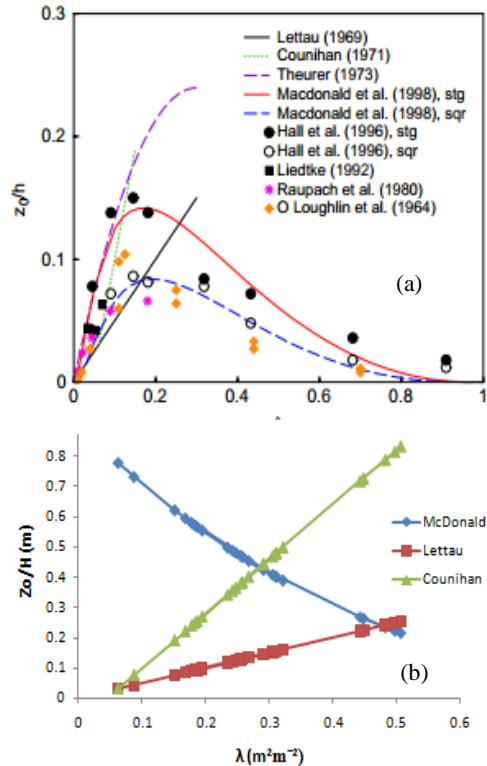 0.3
Lettau (1969)
Counihan (1971)
Theurer (1973)
Macdonald et al. (1998), stg
Macdonald et al. (1998), sqr
Hall et al. (1996), stg
Hall et al. (1996), sqr
Liedtke (1992)
Raupach et al. (1980)
O Loughlin et al. (1964)
0.2
z0/h
(a)
0.1
0
0 0.2 0.4 0.6 0.8 1
0.8
0.7
0.6
0.5
0.4
0.3
0.2
0.1
0
Zo/H (m)
McDonald
Lettau
Counihan
(b)
0 0.1 0.2 0.3 0.4 0.5 0.6
λ (m²m⁻²)